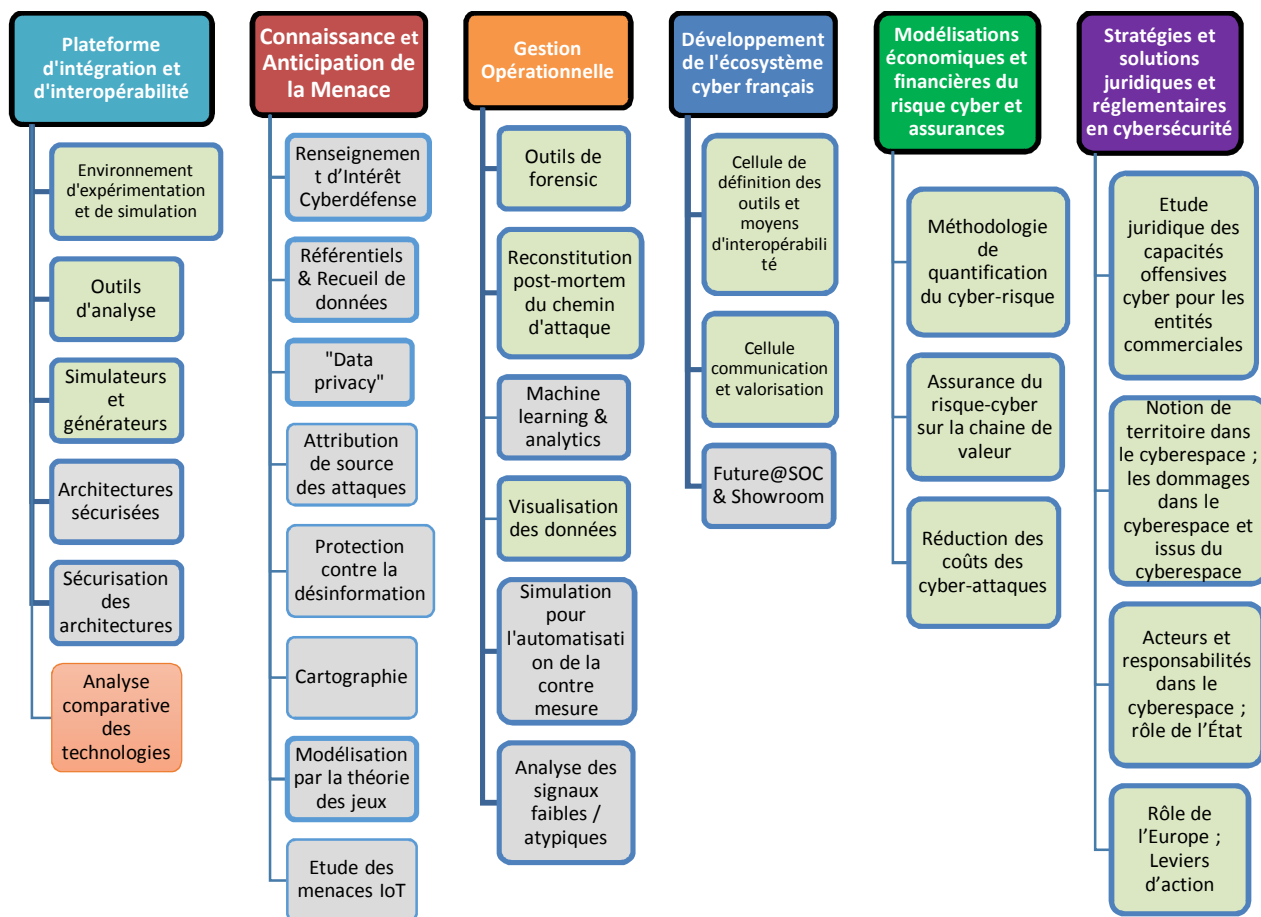 Plateforme
d'intégration et
d'interopérabilité
Environnement
d'expérimentation
et de simulation
Outils
d'analyse
Simulateurs
et
générateurs
Architectures
sécurisées
Sécurisation
des
architectures
Analyse
comparative
des
technologies
Connaissance et
Anticipation de
la Menace
Renseignemen
t d’Intérêt
Cyberdéfense
Référentiels
& Recueil de
données
"Data
privacy"
Attribution
de source
des attaques
Protection
contre la
désinformation
Cartographie
Modélisation
par la théorie
des jeux
Etude des
menaces IoT
Gestion
Opérationnelle
Outils de
forensic
Reconstitution
post-mortem
du chemin
d'attaque
Machine
learning &
analytics
Visualisation
des données
Simulation
pour
l'automatisati
on de la
contre
mesure
Analyse des
signaux
faibles /
atypiques
Développement
de l'écosystème
cyber français
Cellule de
définition des
outils et
moyens
d'interopérabili
té
Cellule
communication
et valorisation
Future@SOC
& Showroom
Modélisations
économiques et
financières du
risque cyber et
assurances
Méthodologie
de
quantification
du cyber-risque
Assurance du
risque-cyber
sur la chaine de
valeur
Réduction des
coûts des
cyber-attaques
Stratégies et
solutions
juridiques et
réglementaires
en cybersécurité
Etude
juridique des
capacités
offensives
cyber pour les
entités
commerciales
Notion de
territoire dans
le cyberespace ;
les dommages
dans le
cyberespace et
issus du
cyberespace
Acteurs et
responsabilités
dans le
cyberespace ;
rôle de l’État
Rôle de
l’Europe ;
Leviers
d’action